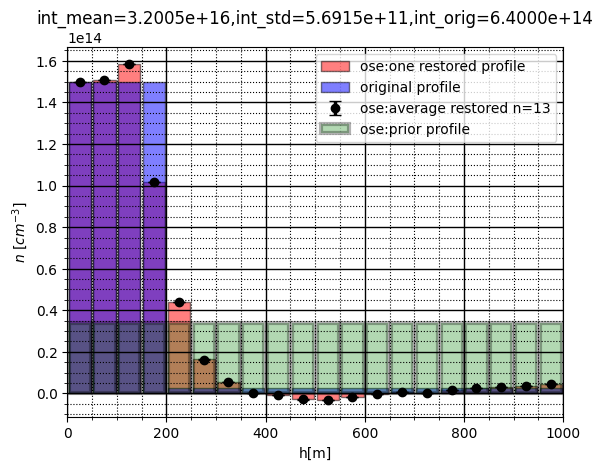 int_mean=3.2005e+16,int_std=5.6915e+11,int_orig=6.4000e+14
1e14
ose:one restored profile
original profile
ose:average restored n=13
ose:prior profile
1.6
1.4
1.2
1.0
0.8
0.6
0.4
0.2
0.0
n [cm⁻³]
0 200 400 600 800 1000
h[m]